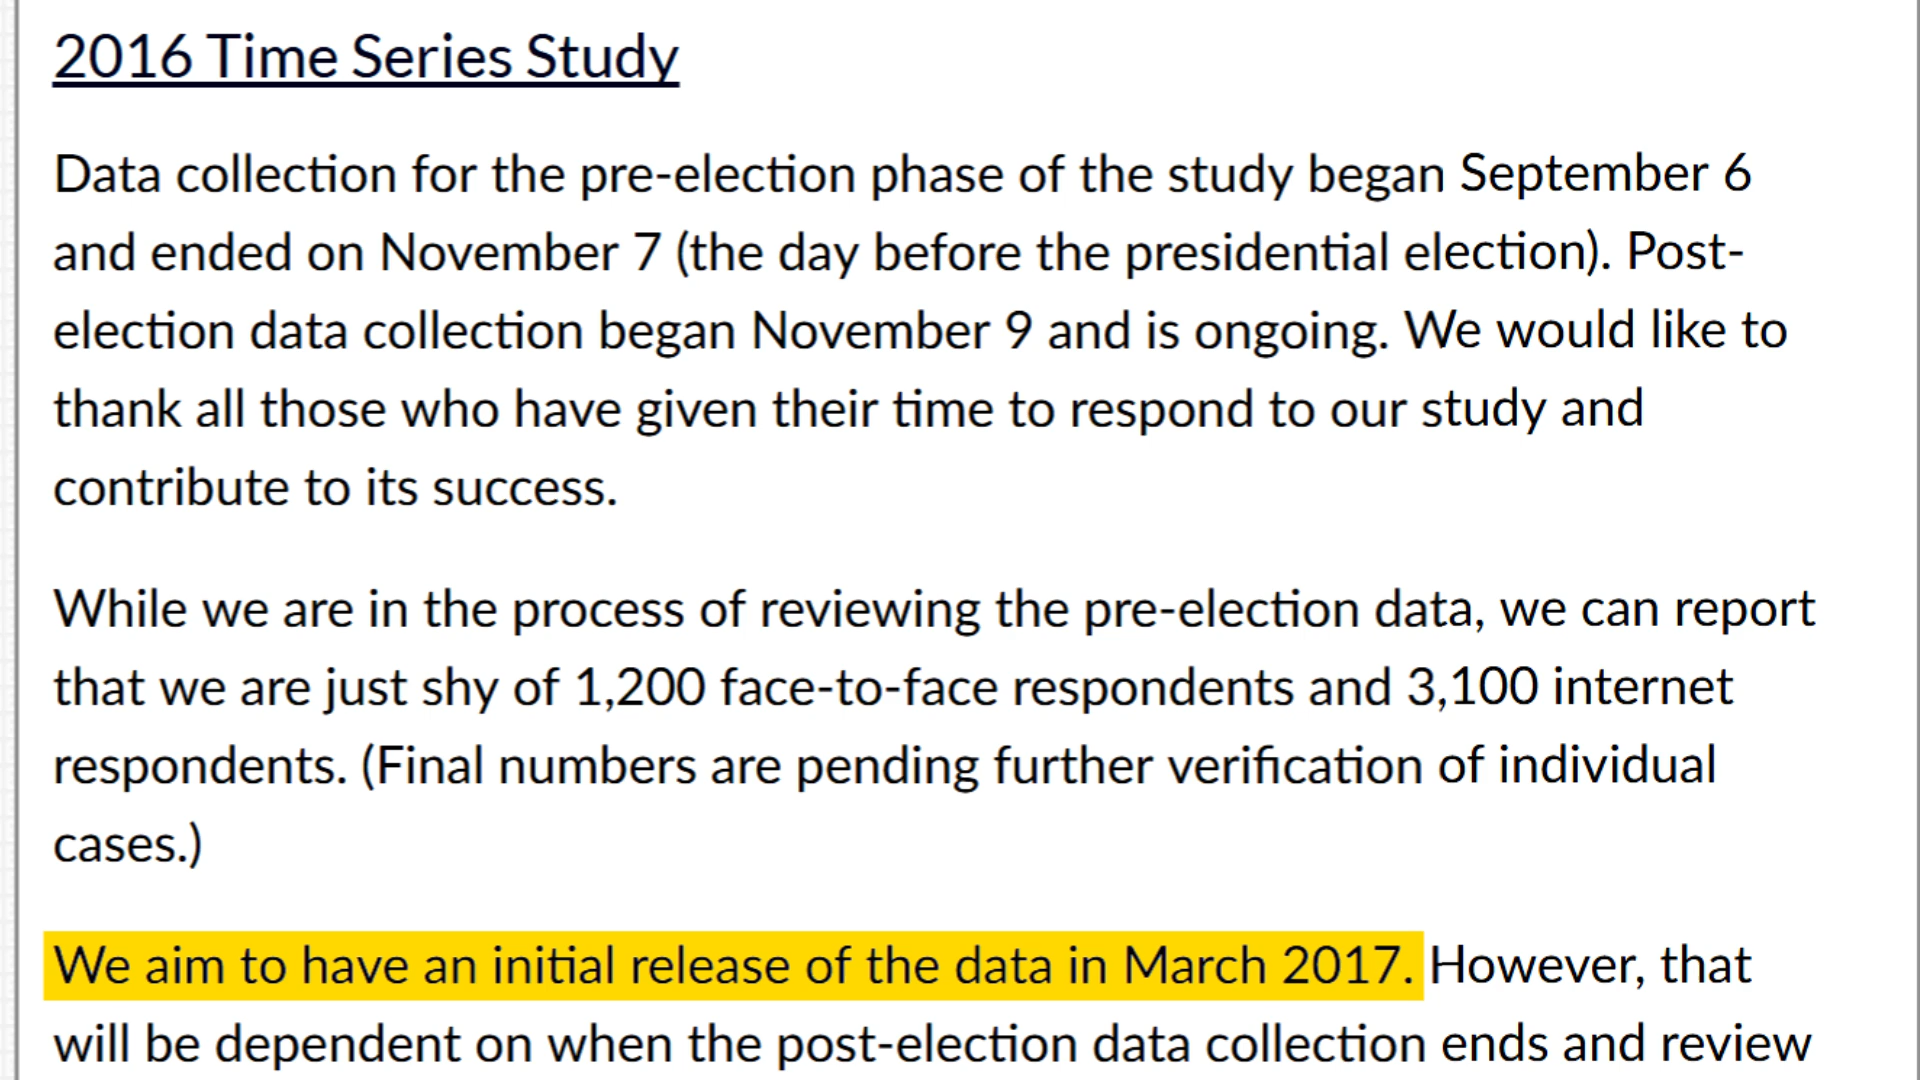 2016 Time Series Study
Data collection for the pre-election phase of the study began September 6
and ended on November 7 (the day before the presidential election). Post-
election data collection began November 9 and is ongoing. We would like to
thank all those who have given their time to respond to our study and
contribute to its success.
While we are in the process of reviewing the pre-election data, we can report
that we are just shy of 1,200 face-to-face respondents and 3,100 internet
respondents. (Final numbers are pending further verification of individual
cases.)
We aim to have an initial release of the data in March 2017. However, that
will be dependent on when the post-election data collection ends and review